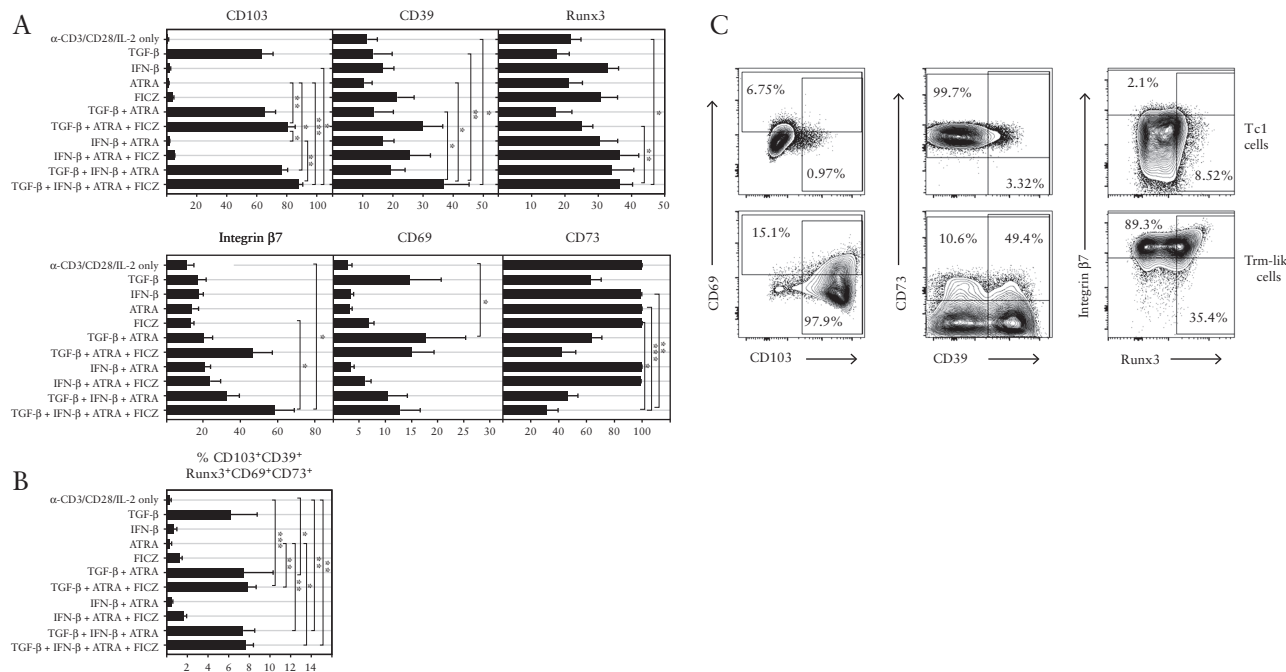 A
CD103
CD39
Runx3
α-CD3/CD28/IL-2 only
TGF-β
IFN-β
ATRA
FICZ
TGF-β + ATRA
TGF-β + ATRA + FICZ
IFN-β + ATRA
IFN-β + ATRA + FICZ
TGF-β + IFN-β + ATRA
TGF-β + IFN-β + ATRA + FICZ
20 40 60 80 100
10 20 30 40 50
0 10 20 30 40 50
Integrin β7
CD69
CD73
α-CD3/CD28/IL-2 only
TGF-β
IFN-β
ATRA
FICZ
TGF-β + ATRA
TGF-β + ATRA + FICZ
IFN-β + ATRA
IFN-β + ATRA + FICZ
TGF-β + IFN-β + ATRA
TGF-β + IFN-β + ATRA + FICZ
20 40 60 80
5 10 15 20 25 30
0 20 40 60 80 100
B
% CD103⁺CD39⁺
Runx3⁺CD69⁺CD73⁺
α-CD3/CD28/IL-2 only
TGF-β
IFN-β
ATRA
FICZ
TGF-β + ATRA
TGF-β + ATRA + FICZ
IFN-β + ATRA
IFN-β + ATRA + FICZ
TGF-β + IFN-β + ATRA
TGF-β + IFN-β + ATRA + FICZ
2 4 6 8 10 12 14
C
6.75%
0.97%
99.7%
3.32%
2.1%
8.52%
Tc1
cells
15.1%
97.9%
10.6%
49.4%
89.3%
35.4%
Trm-like
cells
CD69
CD103
CD73
CD39
Integrin β7
Runx3